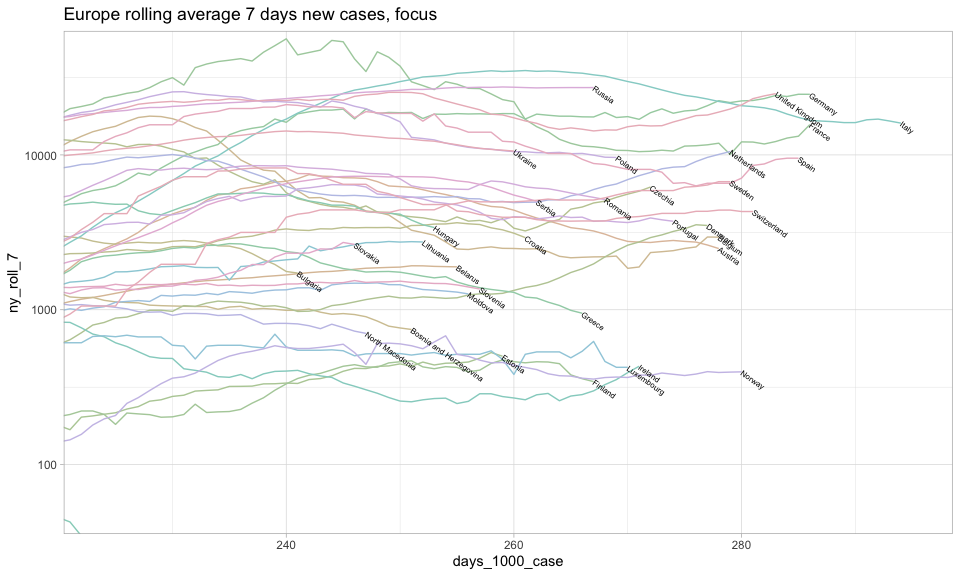 Europe rolling average 7 days new cases, focus
ny_roll_7
10000
1000
100
Russia
United Kingdom
Germany
France
Italy
Ukraine
Poland
Netherlands
Spain
Czechia
Sweden
Serbia
Romania
Switzerland
Portugal
Denmark
Belgium
Austria
Hungary
Croatia
Slovakia
Lithuania
Bulgaria
Belarus
Slovenia
Moldova
Greece
North Macedonia
Bosnia and Herzegovina
Estonia
Ireland
Luxembourg
Finland
Norway
240
260
280
days_1000_case